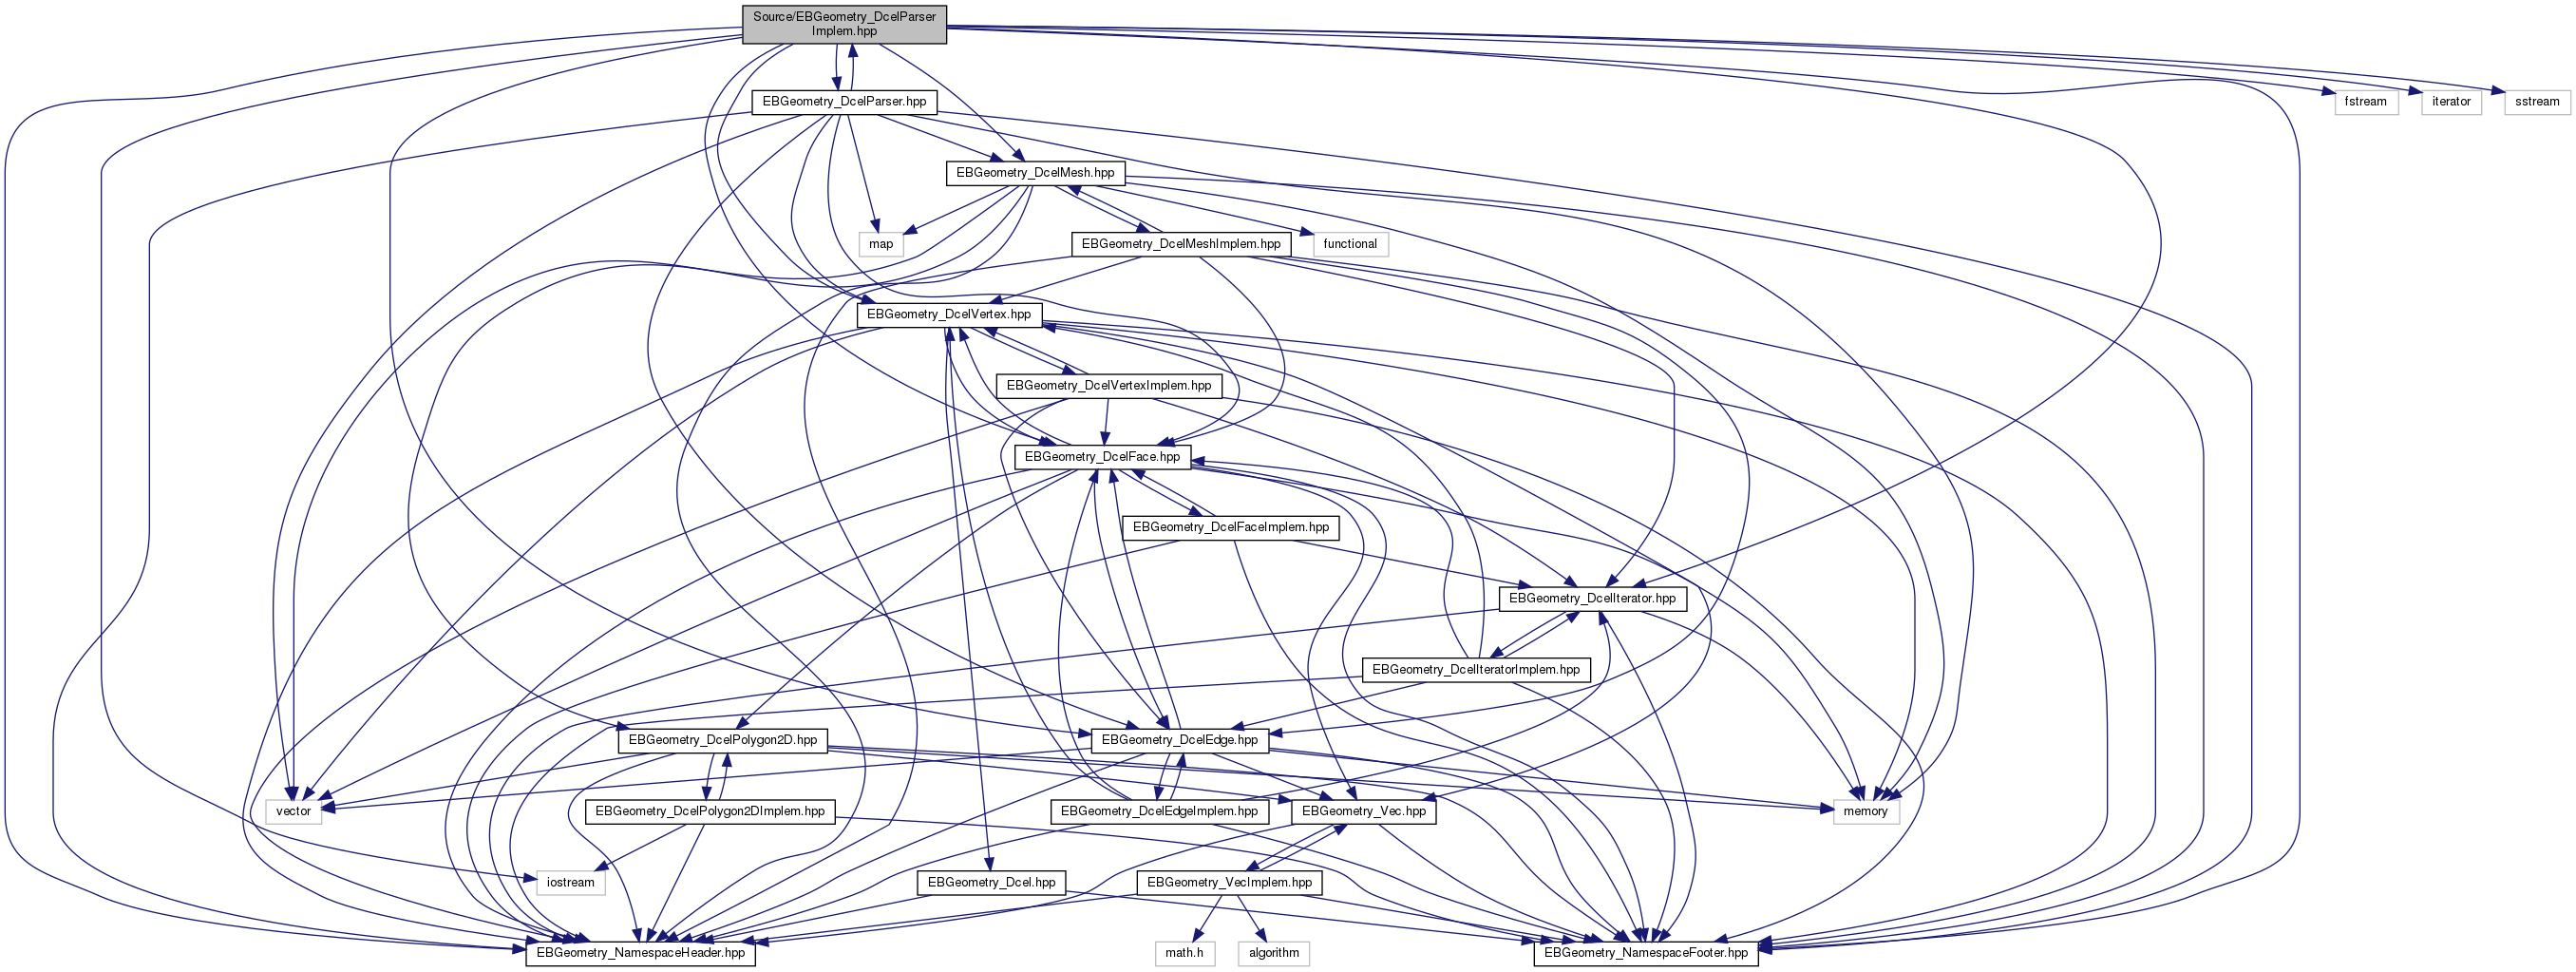 Source/EBGeometry_DcelParser
Implem.hpp
EBGeometry_DcelParser.hpp
fstream
iterator
sstream
EBGeometry_DcelMesh.hpp
map
EBGeometry_DcelMeshImplem.hpp
functional
EBGeometry_DcelVertex.hpp
EBGeometry_DcelVertexImplem.hpp
EBGeometry_DcelFace.hpp
EBGeometry_DcelFaceImplem.hpp
EBGeometry_DcelIterator.hpp
EBGeometry_DcelIteratorImplem.hpp
EBGeometry_DcelPolygon2D.hpp
EBGeometry_DcelEdge.hpp
vector
EBGeometry_DcelPolygon2DImplem.hpp
EBGeometry_DcelEdgeImplem.hpp
EBGeometry_Vec.hpp
memory
iostream
EBGeometry_Dcel.hpp
EBGeometry_VecImplem.hpp
EBGeometry_NamespaceHeader.hpp
math.h
algorithm
EBGeometry_NamespaceFooter.hpp